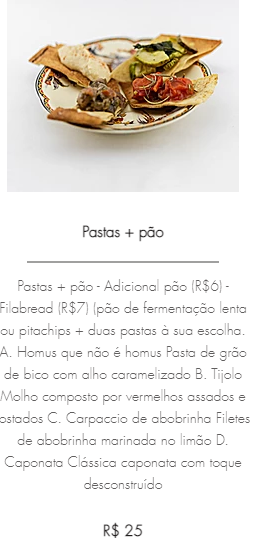 Pastas + pão
Pastas + pão - Adicional pão (R$6) -
Filabread (R$7) (pão de fermentação lenta
ou pitachips + duas pastas à sua escolha.
A. Homus que não é homus Pasta de grão
de bico com alho caramelizado B. Tijolo
Molho composto por vermelhos assados e
ostados C. Carpaccio de abobrinha Filetes
de abobrinha marinada no limão D.
Caponata Clássica caponata com toque
desconstruído
R$ 25